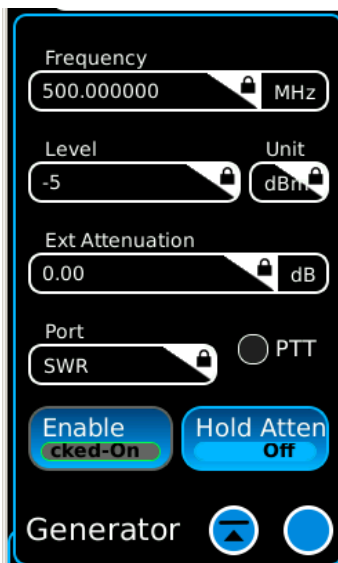 Frequency
500.000000 MHz
Level Unit
-5 dBm
Ext Attenuation
0.00 dB
Port
SWR PTT
Enable Hold Atten
cked-On Off
Generator